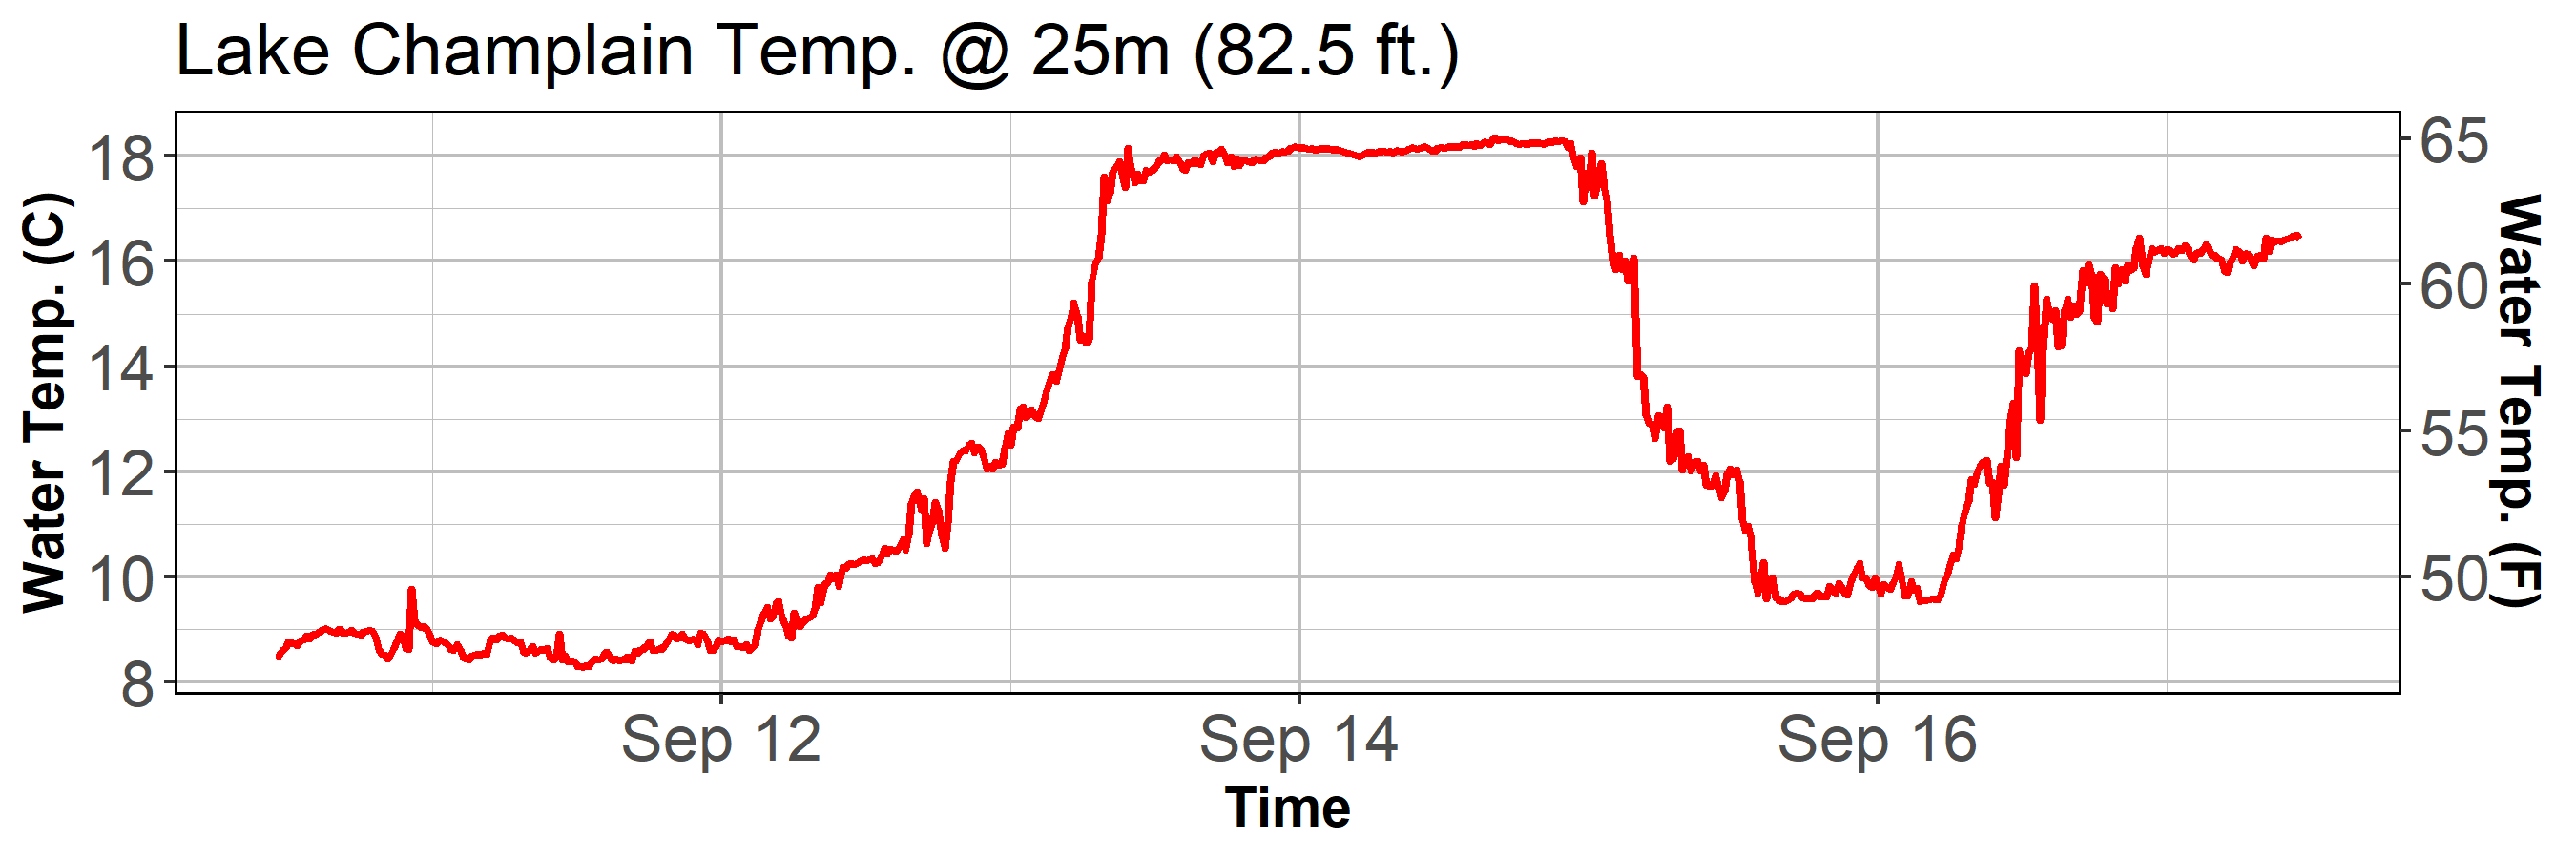 Lake Champlain Temp. @ 25m (82.5 ft.)
Water Temp. (C)
18
16
14
12
10
8
65
60
55
50
Water Temp. (F)
Sep 12
Sep 14
Sep 16
Time